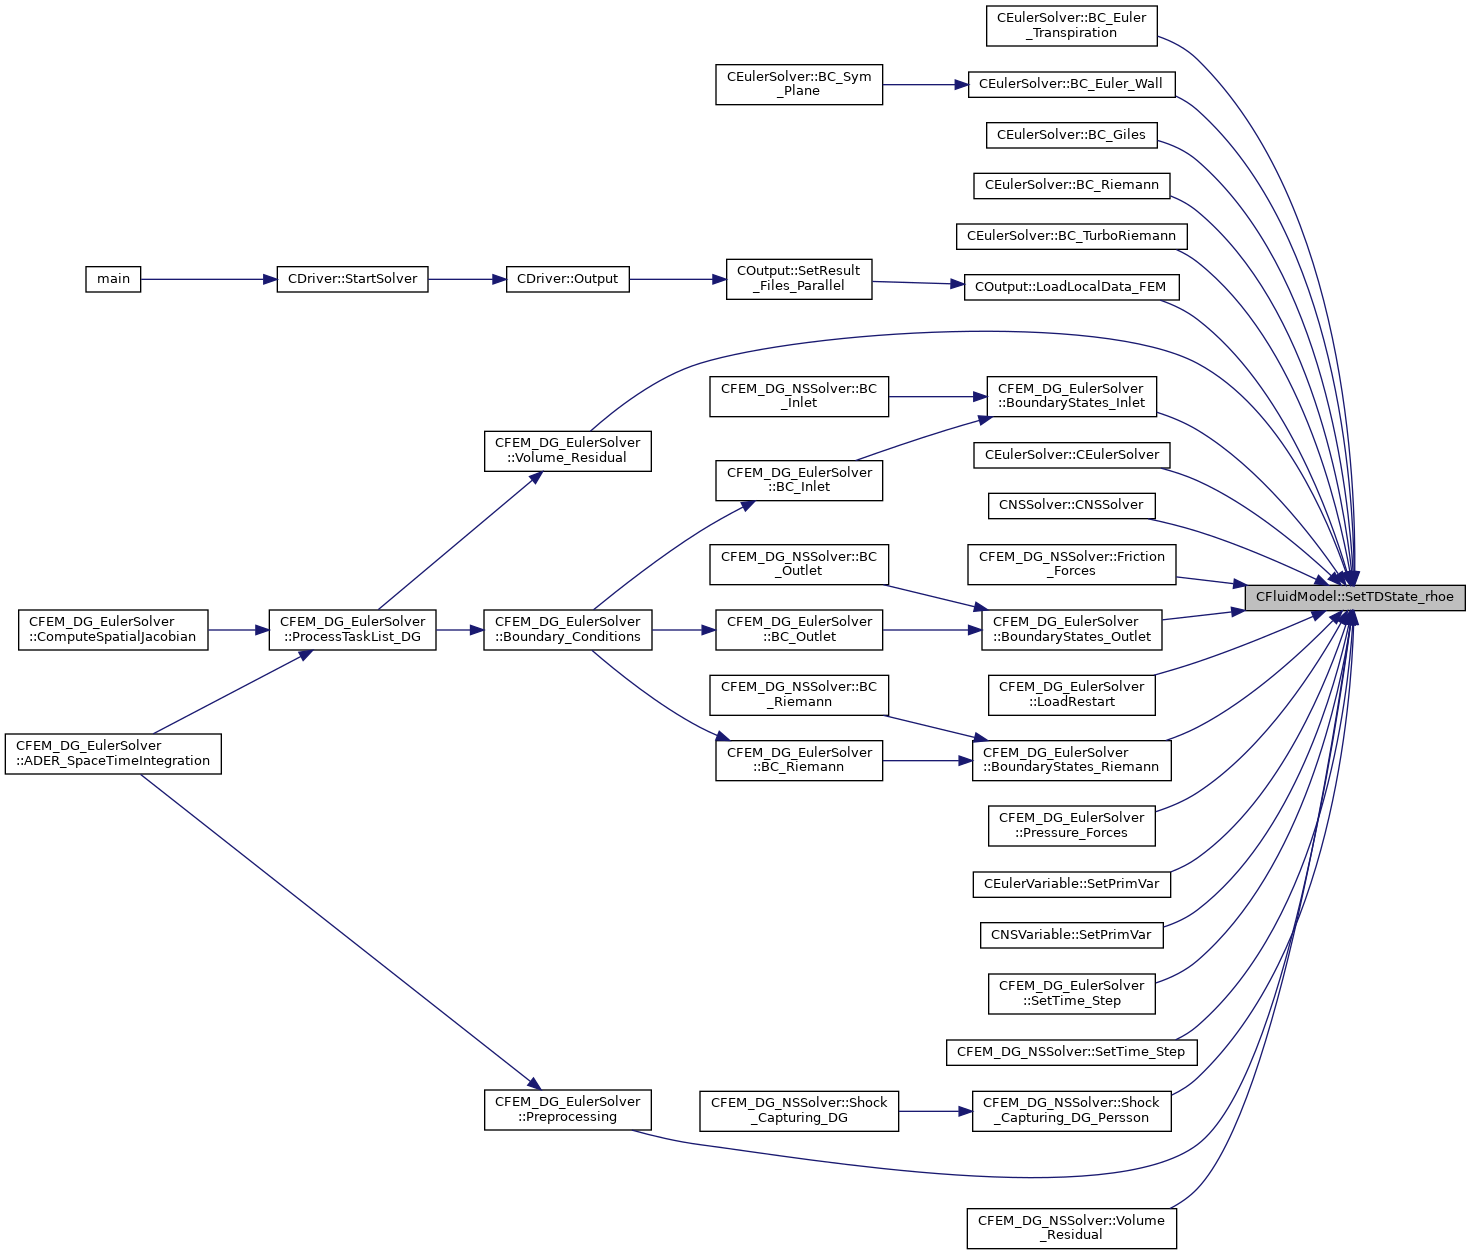 CEulerSolver::BC_Euler
_Transpiration
CEulerSolver::BC_Sym
_Plane
CEulerSolver::BC_Euler_Wall
CEulerSolver::BC_Giles
CEulerSolver::BC_Riemann
CEulerSolver::BC_TurboRiemann
main
CDriver::StartSolver
CDriver::Output
COutput::SetResult
_Files_Parallel
COutput::LoadLocalData_FEM
CFEM_DG_NSSolver::BC
_Inlet
CFEM_DG_EulerSolver
::BoundaryStates_Inlet
CFEM_DG_EulerSolver
::Volume_Residual
CEulerSolver::CEulerSolver
CFEM_DG_EulerSolver
::BC_Inlet
CNSSolver::CNSSolver
CFEM_DG_NSSolver::BC
_Outlet
CFEM_DG_NSSolver::Friction
_Forces
CFluidModel::SetTDState_rhoe
CFEM_DG_EulerSolver
::ComputeSpatialJacobian
CFEM_DG_EulerSolver
::ProcessTaskList_DG
CFEM_DG_EulerSolver
::Boundary_Conditions
CFEM_DG_EulerSolver
::BC_Outlet
CFEM_DG_EulerSolver
::BoundaryStates_Outlet
CFEM_DG_NSSolver::BC
_Riemann
CFEM_DG_EulerSolver
::LoadRestart
CFEM_DG_EulerSolver
::ADER_SpaceTimeIntegration
CFEM_DG_EulerSolver
::BC_Riemann
CFEM_DG_EulerSolver
::BoundaryStates_Riemann
CFEM_DG_EulerSolver
::Pressure_Forces
CEulerVariable::SetPrimVar
CNSVariable::SetPrimVar
CFEM_DG_EulerSolver
::SetTime_Step
CFEM_DG_NSSolver::SetTime_Step
CFEM_DG_EulerSolver
::Preprocessing
CFEM_DG_NSSolver::Shock
_Capturing_DG
CFEM_DG_NSSolver::Shock
_Capturing_DG_Persson
CFEM_DG_NSSolver::Volume
_Residual